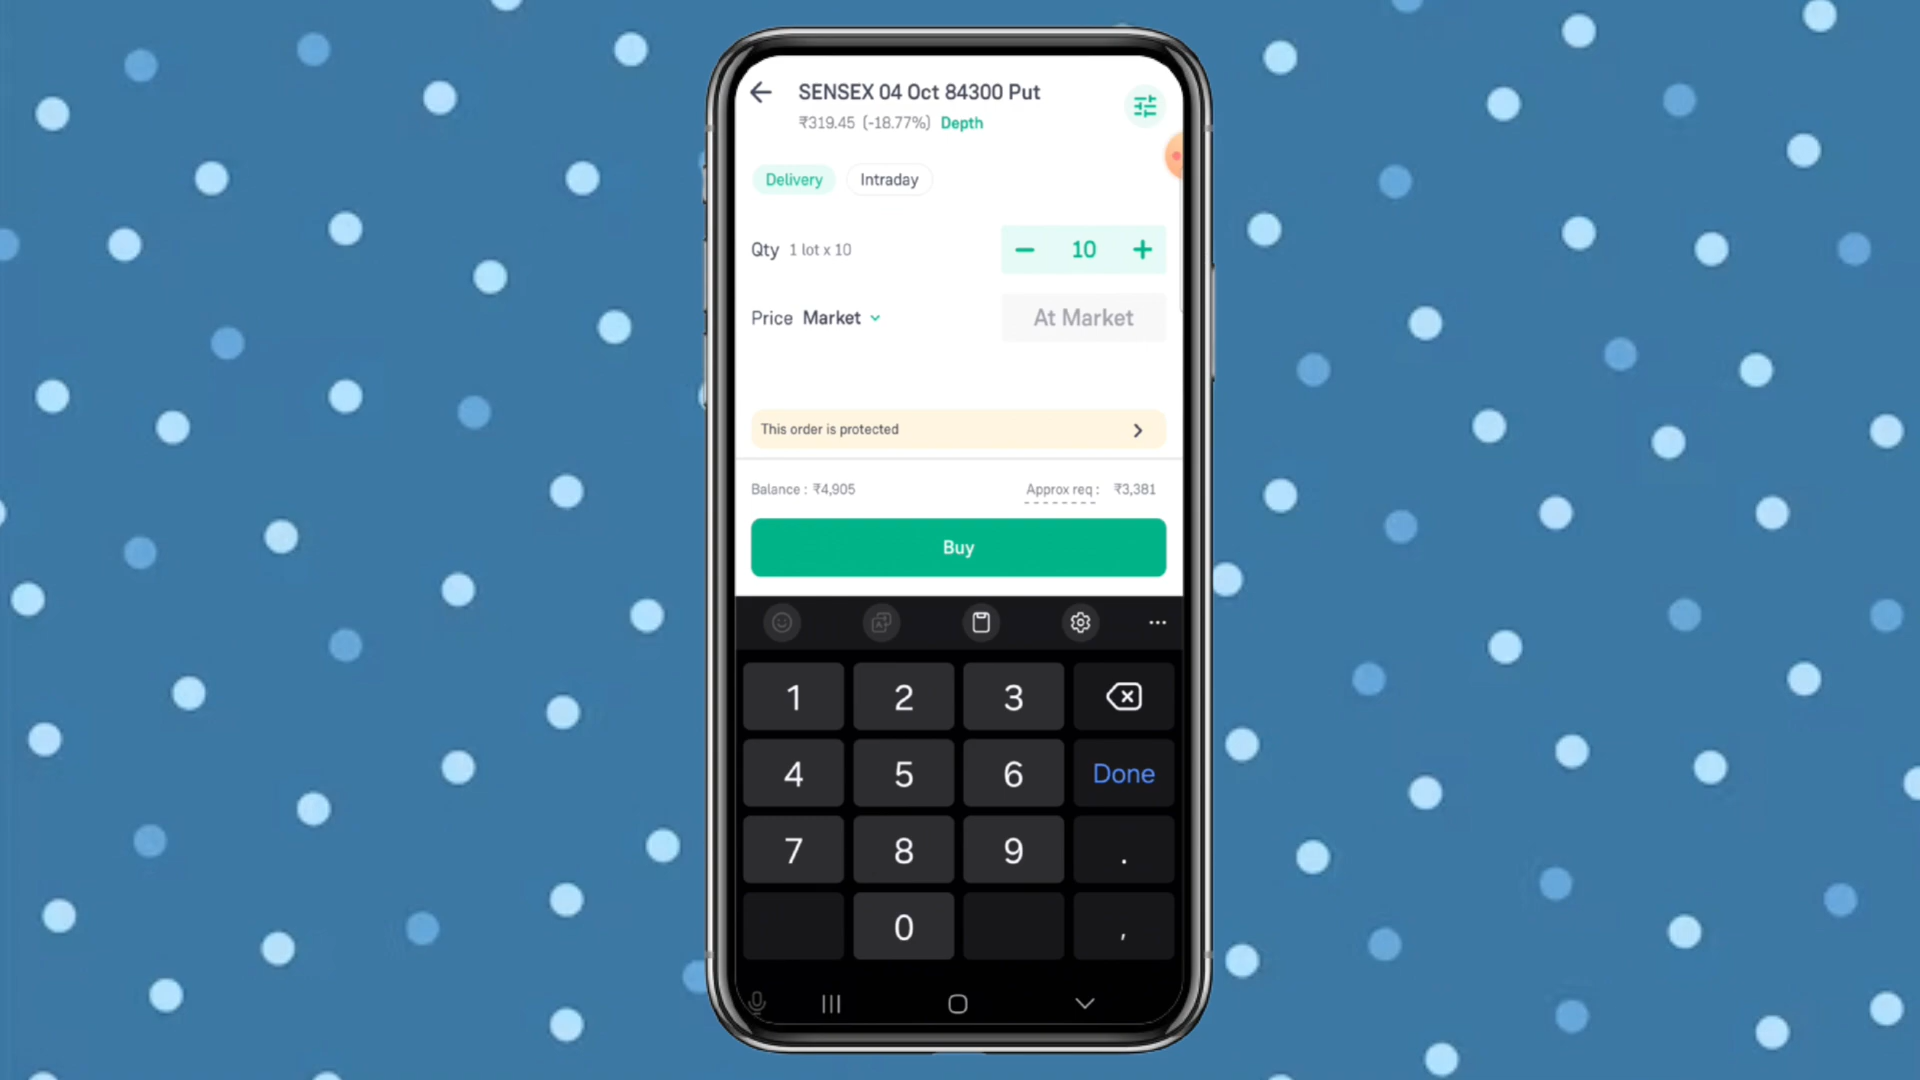 SENSEX 04 Oct 84300 Put
₹319.45 (-18.77%) Depth
Delivery Intraday
Qty 1 lot x 10 − 10 +
Price Market At Market
This order is protected
Balance : ₹4,905 Approx req : ₹3,381
Buy
1 2 3
4 5 6 Done
7 8 9 .
0 ,